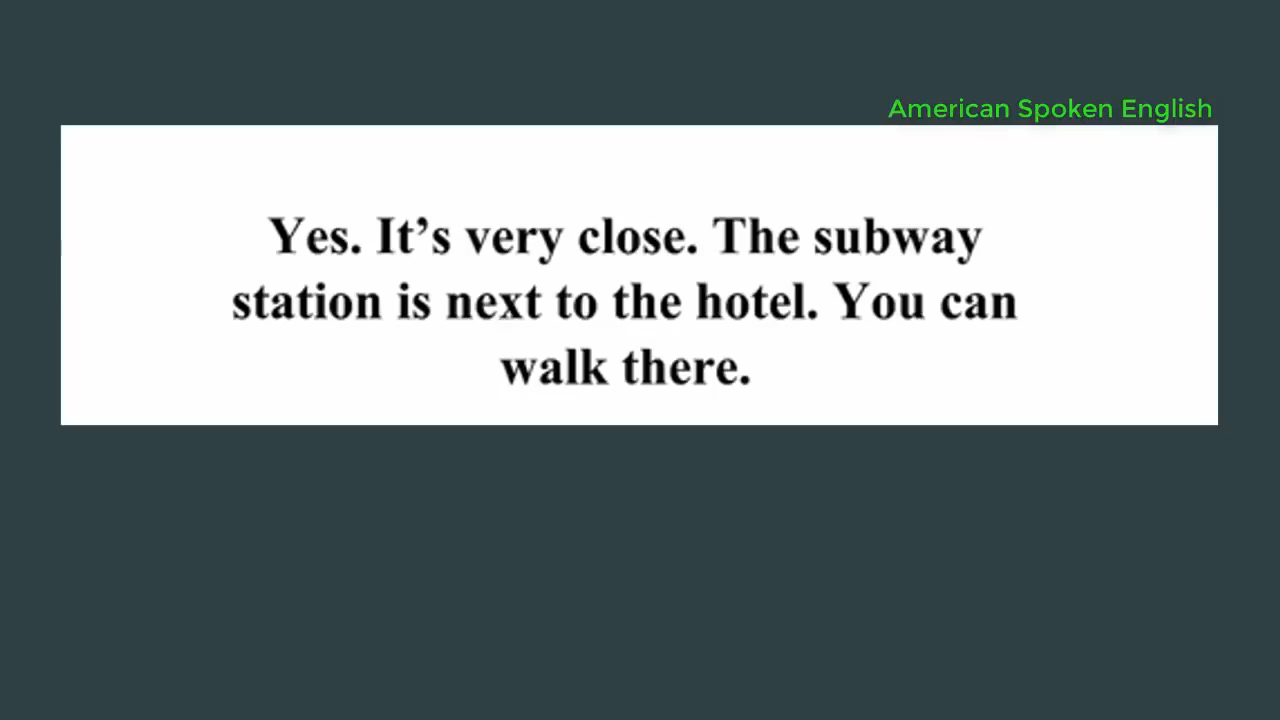 American Spoken English
Yes. It’s very close. The subway
station is next to the hotel. You can
walk there.